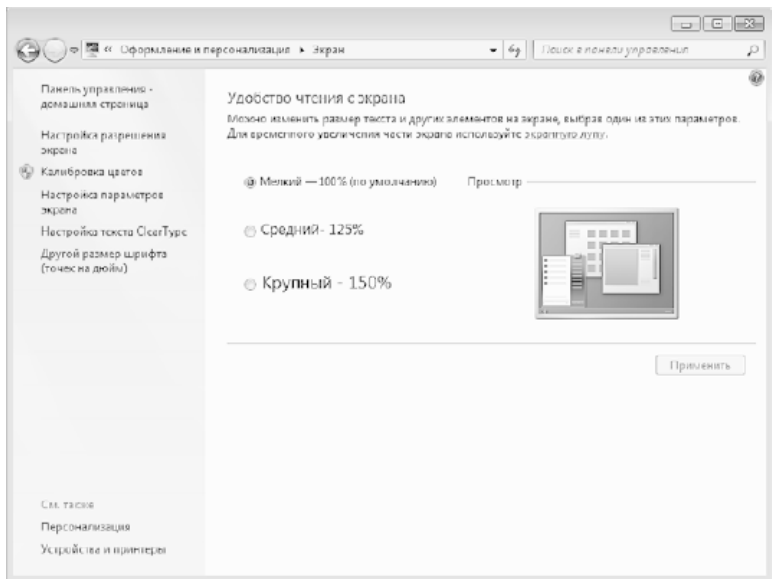 « Оформление и персонализация ▸ Экран
Поиск в панели управления
Панель управления -
домашняя страница
Настройка разрешения
экрана
Калибровка цветов
Настройка параметров
экрана
Настройка текста ClearType
Другой размер шрифта
(точек на дюйм)
См. также
Персонализация
Устройства и принтеры
Удобство чтения с экрана
Можно изменить размер текста и других элементов на экране, выбрав один из этих параметров.
Для временного увеличения части экрана используйте экранную лупу.
Мелкий — 100% (по умолчанию)
Просмотр
Средний- 125%
Крупный - 150%
Применить